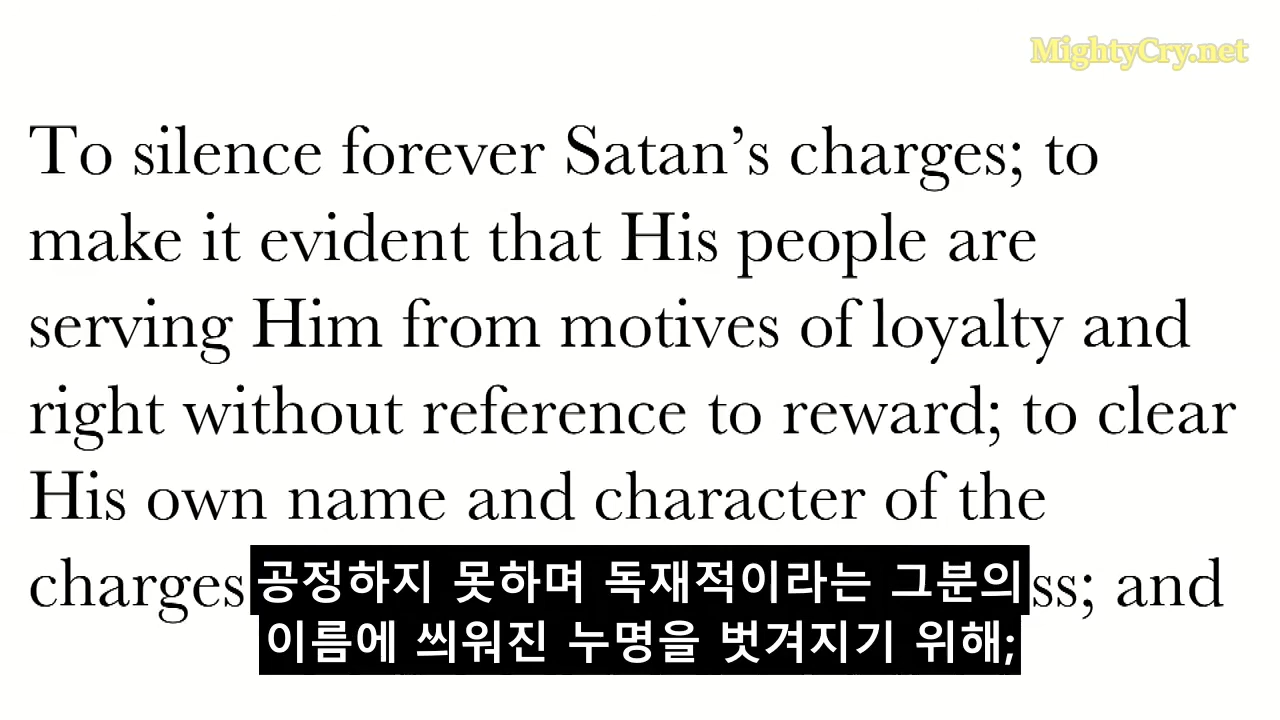 MightyCry.net
To silence forever Satan’s charges; to
make it evident that His people are
serving Him from motives of loyalty and
right without reference to reward; to clear
His own name and character of the
charges ss; and
공정하지 못하며 독재적이라는 그분의
이름에 씌워진 누명을 벗겨지기 위해;